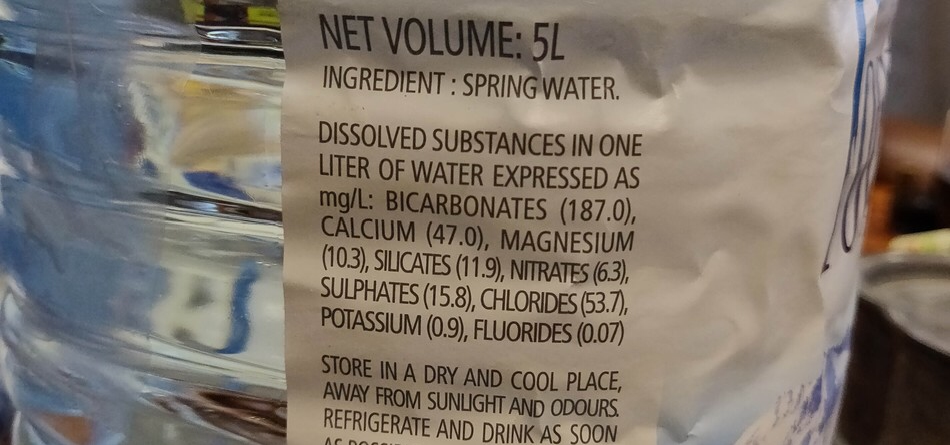 NET VOLUME: 5L
INGREDIENT : SPRING WATER.
DISSOLVED SUBSTANCES IN ONE
LITER OF WATER EXPRESSED AS
mg/L: BICARBONATES (187.0),
CALCIUM (47.0), MAGNESIUM
(10.3), SILICATES (11.9), NITRATES (6.3),
SULPHATES (15.8), CHLORIDES (53.7),
POTASSIUM (0.9), FLUORIDES (0.07)
STORE IN A DRY AND COOL PLACE,
AWAY FROM SUNLIGHT AND ODOURS.
REFRIGERATE AND DRINK AS SOON